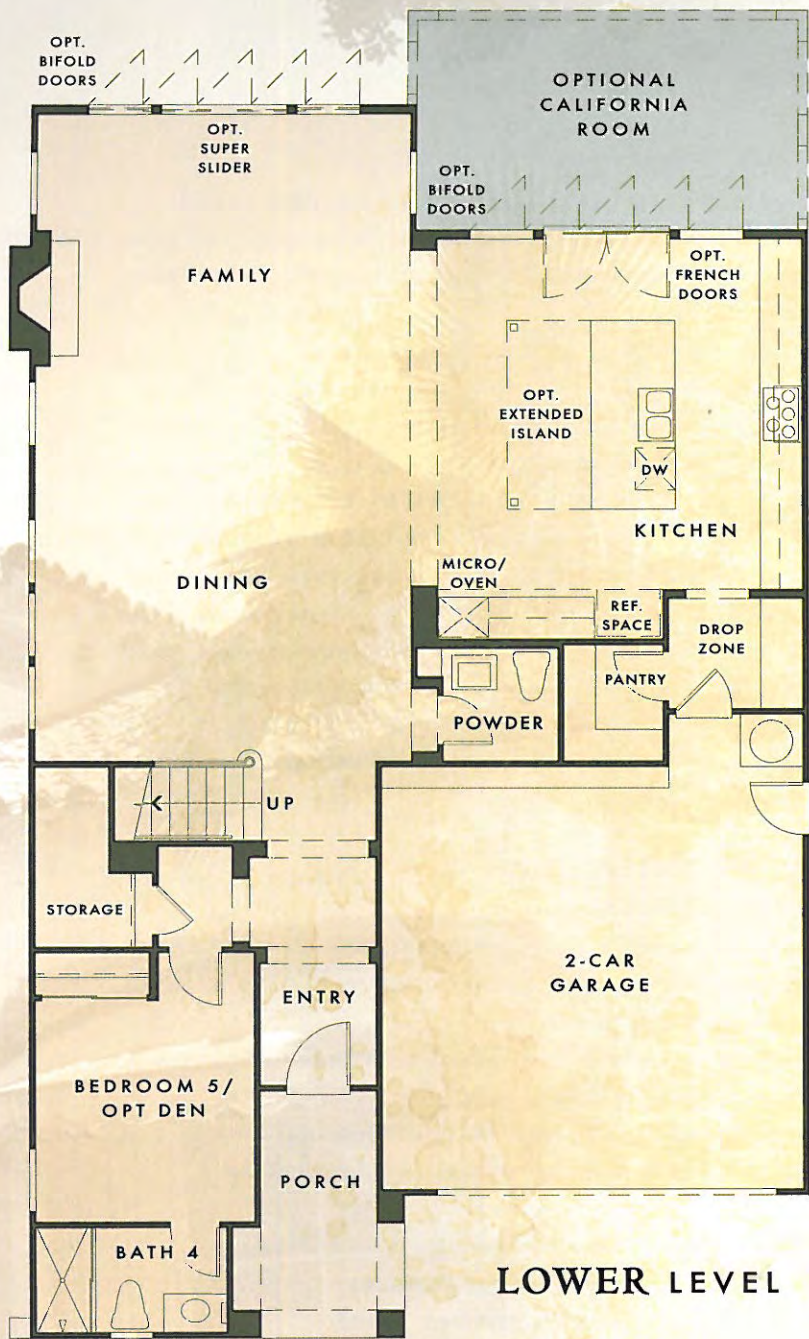 OPT.
BIFOLD
DOORS
OPTIONAL
CALIFORNIA
ROOM
OPT.
SUPER
SLIDER
OPT.
BIFOLD
DOORS
FAMILY
OPT.
FRENCH
DOORS
OPT.
EXTENDED
ISLAND
DW
KITCHEN
DINING
MICRO/
OVEN
REF.
SPACE
DROP
ZONE
PANTRY
POWDER
UP
STORAGE
2-CAR
GARAGE
ENTRY
BEDROOM 5/
OPT DEN
PORCH
BATH 4
LOWER LEVEL